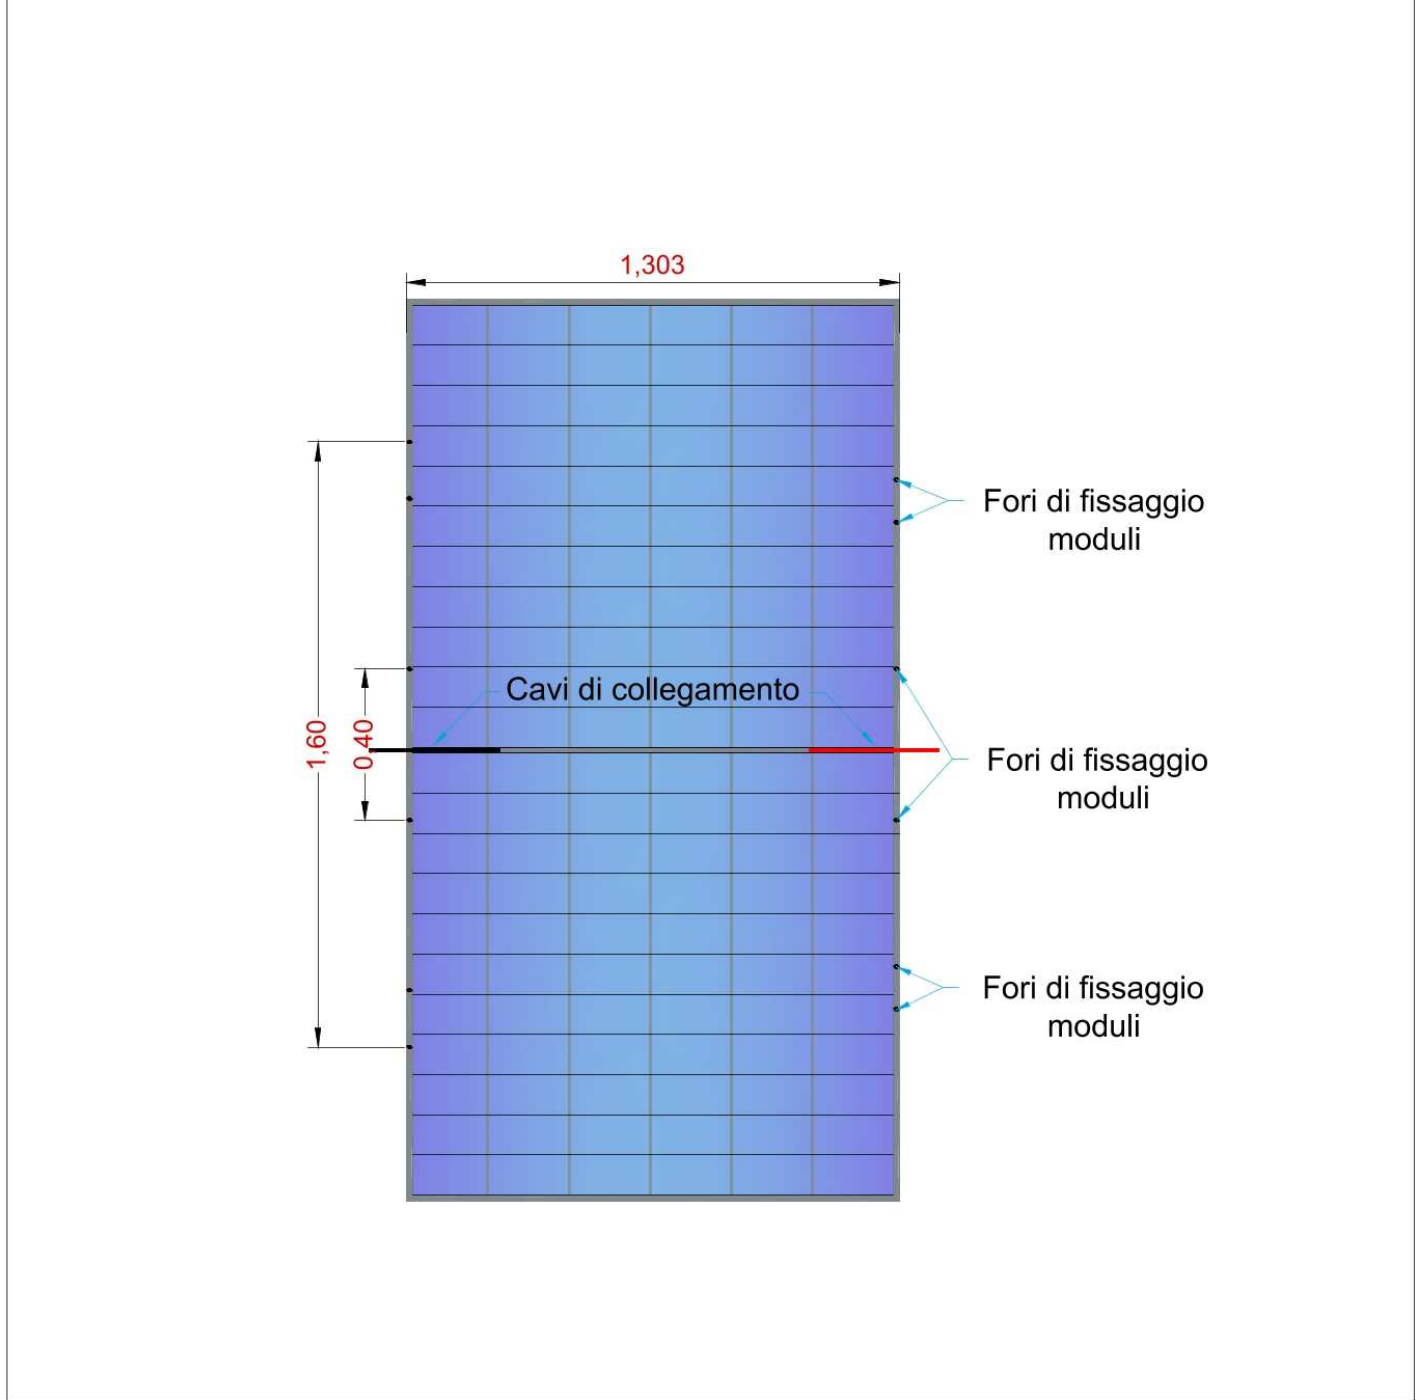 1,303
Fori di fissaggio
moduli
Cavi di collegamento
1,60
0,40
Fori di fissaggio
moduli
Fori di fissaggio
moduli